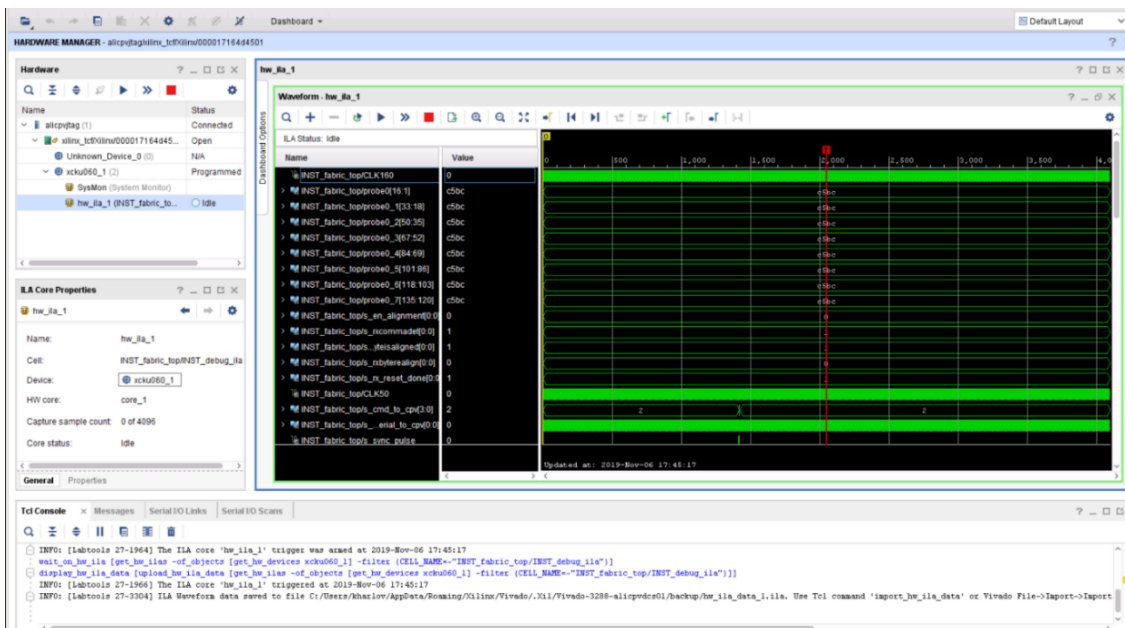 Dashboard
Default Layout
HARDWARE MANAGER - alicpvjtag/xilinx_tcf/Xilinx/000017164d4501
?
Hardware
? _ □ X
Name Status
alicpvjtag (1) Connected
xilinx_tcf/Xilinx/000017164d45... Open
Unknown_Device_0 (0) N/A
xcku060_1 (2) Programmed
SysMon (System Monitor)
hw_ila_1 (INST_fabric_to... Idle
ILA Core Properties
hw_ila_1
Name: hw_ila_1
Cell: INST_fabric_top/INST_debug_ila
Device: xcku060_1
HW core: core_1
Capture sample count: 0 of 4096
Core status: Idle
General Properties
hw_ila_1
Dashboard Options
Waveform - hw_ila_1
ILA Status: Idle
Name Value
0 500 1,000 1,500 2,000 2,500 3,000 3,500 4,0
INST_fabric_top/CLK160 0
INST_fabric_top/probe0[16:1] c5bc c5bc
INST_fabric_top/probe0_1[33:18] c5bc c5bc
INST_fabric_top/probe0_2[50:35] c5bc c5bc
INST_fabric_top/probe0_3[67:52] c5bc c5bc
INST_fabric_top/probe0_4[84:69] c5bc c5bc
INST_fabric_top/probe0_5[101:86] c5bc c5bc
INST_fabric_top/probe0_6[118:103] c5bc c5bc
INST_fabric_top/probe0_7[135:120] c5bc c5bc
INST_fabric_top/s_en_alignment[0:0] 0 0
INST_fabric_top/s_rxcommadet[0:0] 1
INST_fabric_top/s...yteisaligned[0:0] 1
INST_fabric_top/s_rxbyterealign[0:0] 0 0
INST_fabric_top/s_rx_reset_done[0:0 1
INST_fabric_top/CLK50 0
INST_fabric_top/s_cmd_to_cpv[3:0] 2 2 2
INST_fabric_top/s_...erial_to_cpv[0:0] 0
INST_fabric_top/s_sync_pulse 0
Updated at: 2019-Nov-06 17:45:17
Tcl Console X Messages Serial I/O Links Serial I/O Scans
INFO: [Labtools 27-1964] The ILA core 'hw_ila_1' trigger was armed at 2019-Nov-06 17:45:17
wait_on_hw_ila [get_hw_ilas -of_objects [get_hw_devices xcku060_1] -filter {CELL_NAME=~"INST_fabric_top/INST_debug_ila"}]
display_hw_ila_data [upload_hw_ila_data [get_hw_ilas -of_objects [get_hw_devices xcku060_1] -filter {CELL_NAME=~"INST_fabric_top/INST_debug_ila"}]]
INFO: [Labtools 27-1966] The ILA core 'hw_ila_1' triggered at 2019-Nov-06 17:45:17
INFO: [Labtools 27-3304] ILA Waveform data saved to file C:/Users/kharlov/AppData/Roaming/Xilinx/Vivado/.Xil/Vivado-3288-alicpvdcs01/backup/hw_ila_data_1.ila. Use Tcl command 'import_hw_ila_data' or Vivado File->Import->Import